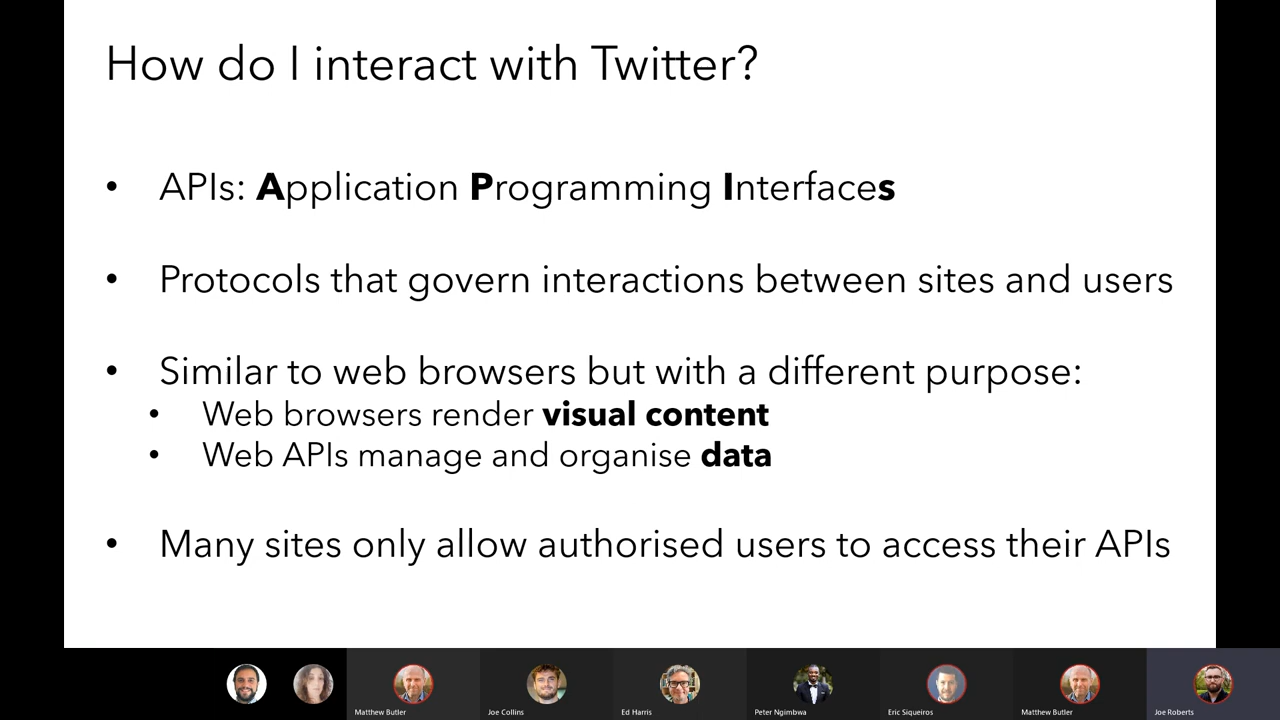 How do I interact with Twitter?
• APIs: Application Programming Interfaces
• Protocols that govern interactions between sites and users
• Similar to web browsers but with a different purpose:
• Web browsers render visual content
• Web APIs manage and organise data
• Many sites only allow authorised users to access their APIs
Matthew Butler
Joe Collins
Ed Harris
Peter Ngimbwa
Eric Siqueiros
Matthew Butler
Joe Roberts